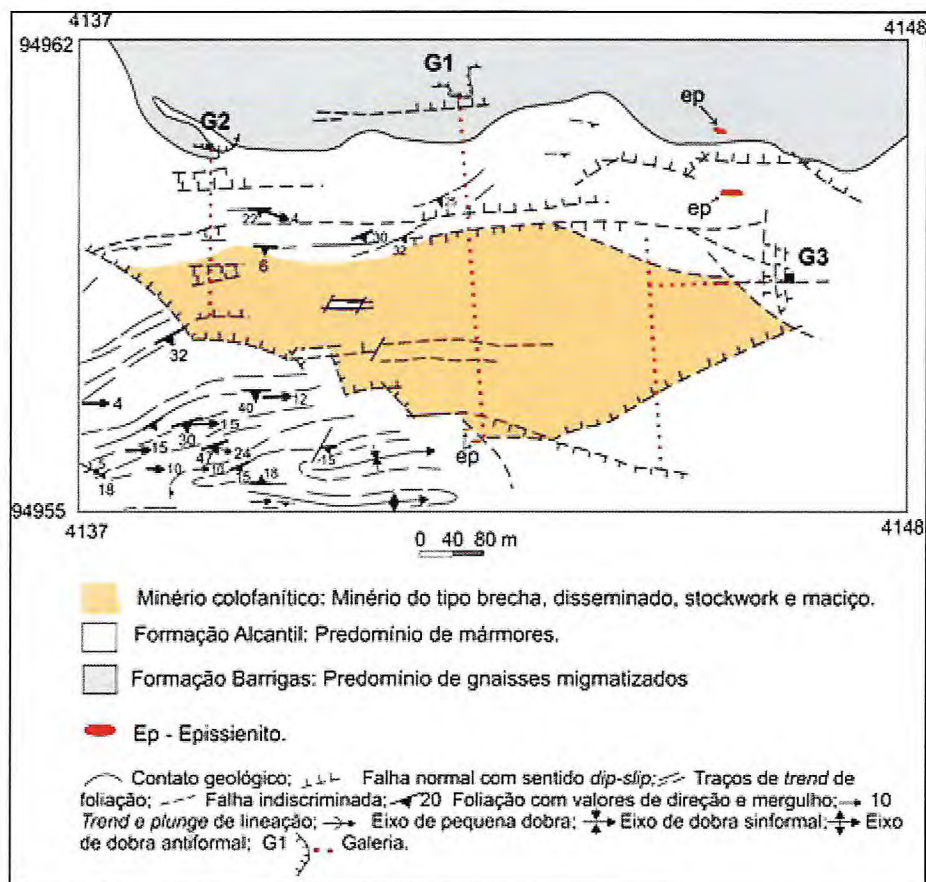 4137
4148
94962
G1
ep
G2
25
22
4
30
32
ep
6
G3
32
4
40
12
15
30
15
47
24
15
10
10
15
18
15
18
ep
94955
4137
4148
0 40 80 m
Minério colofanítico: Minério do tipo brecha, disseminado, stockwork e maciço.
Formação Alcantil: Predomínio de mármores.
Formação Barrigas: Predomínio de gnaisses migmatizados
Ep - Epissienito.
Contato geológico; Falha normal com sentido dip-slip; Traços de trend de
foliação; Falha indiscriminada; 20 Foliação com valores de direção e mergulho; 10
Trend e plunge de lineação; Eixo de pequena dobra; Eixo de dobra sinformal; Eixo
de dobra antiformal; G1 Galeria.